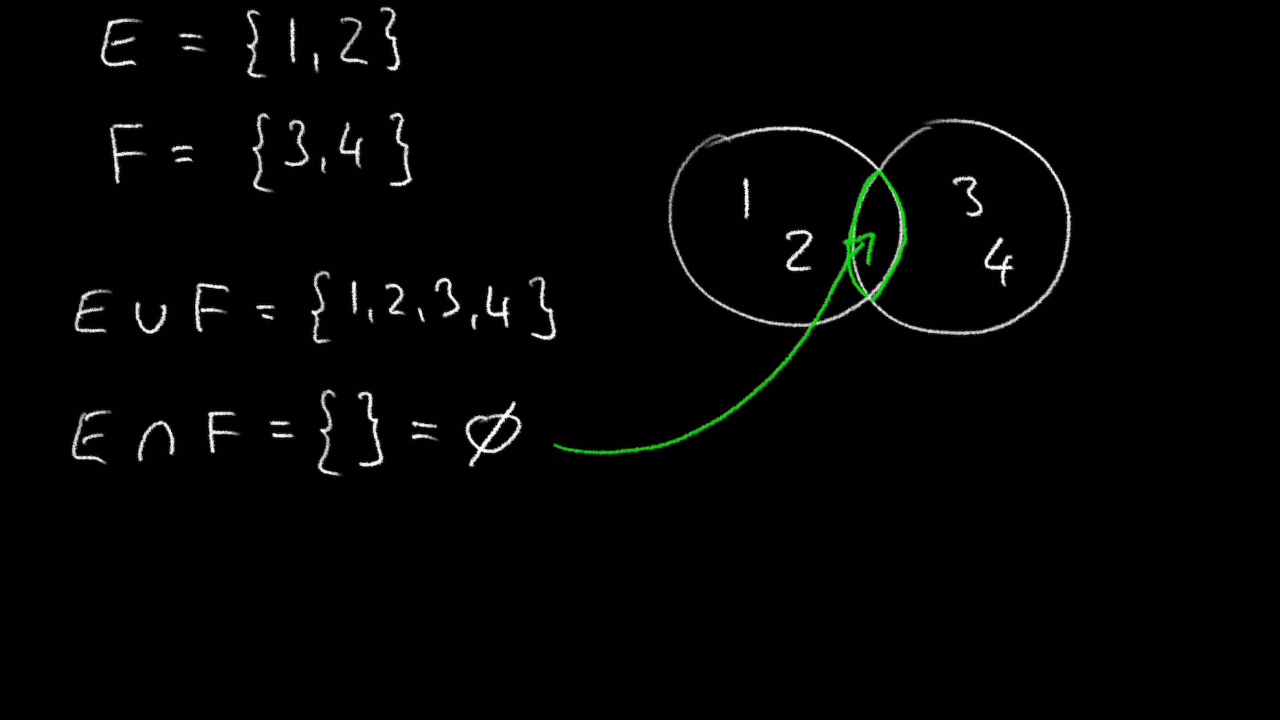 E = {1,2}
F = {3,4}
E ∪ F = {1,2,3,4}
E ∩ F = {} = ∅
1
2
3
4